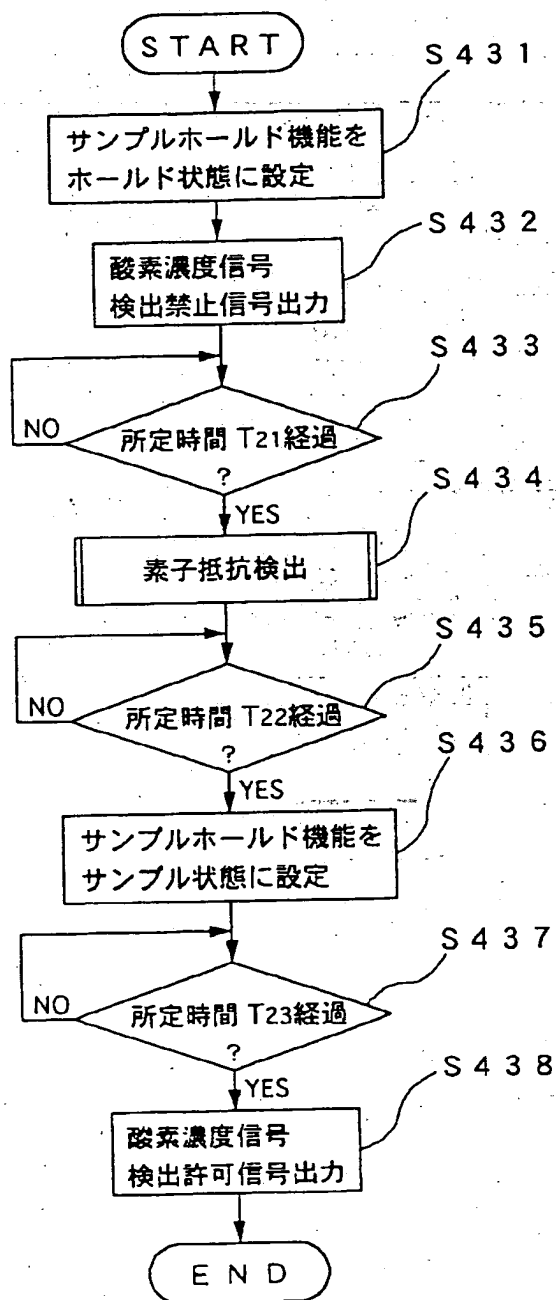 START
S431
サンプルホールド機能を
ホールド状態に設定
S432
酸素濃度信号
検出禁止信号出力
S433
所定時間 T21経過
?
NO
YES
S434
素子抵抗検出
S435
所定時間 T22経過
?
NO
YES
S436
サンプルホールド機能を
サンプル状態に設定
S437
所定時間 T23経過
?
NO
YES
S438
酸素濃度信号
検出許可信号出力
END